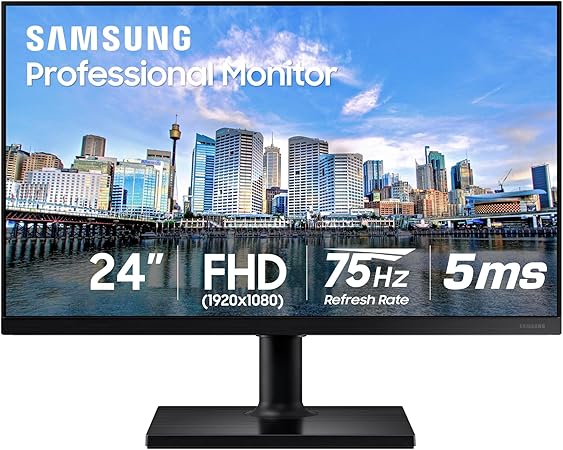 SAMSUNG
Professional Monitor
24"
FHD
(1920x1080)
75Hz
Refresh Rate
5ms
SAMSUNG